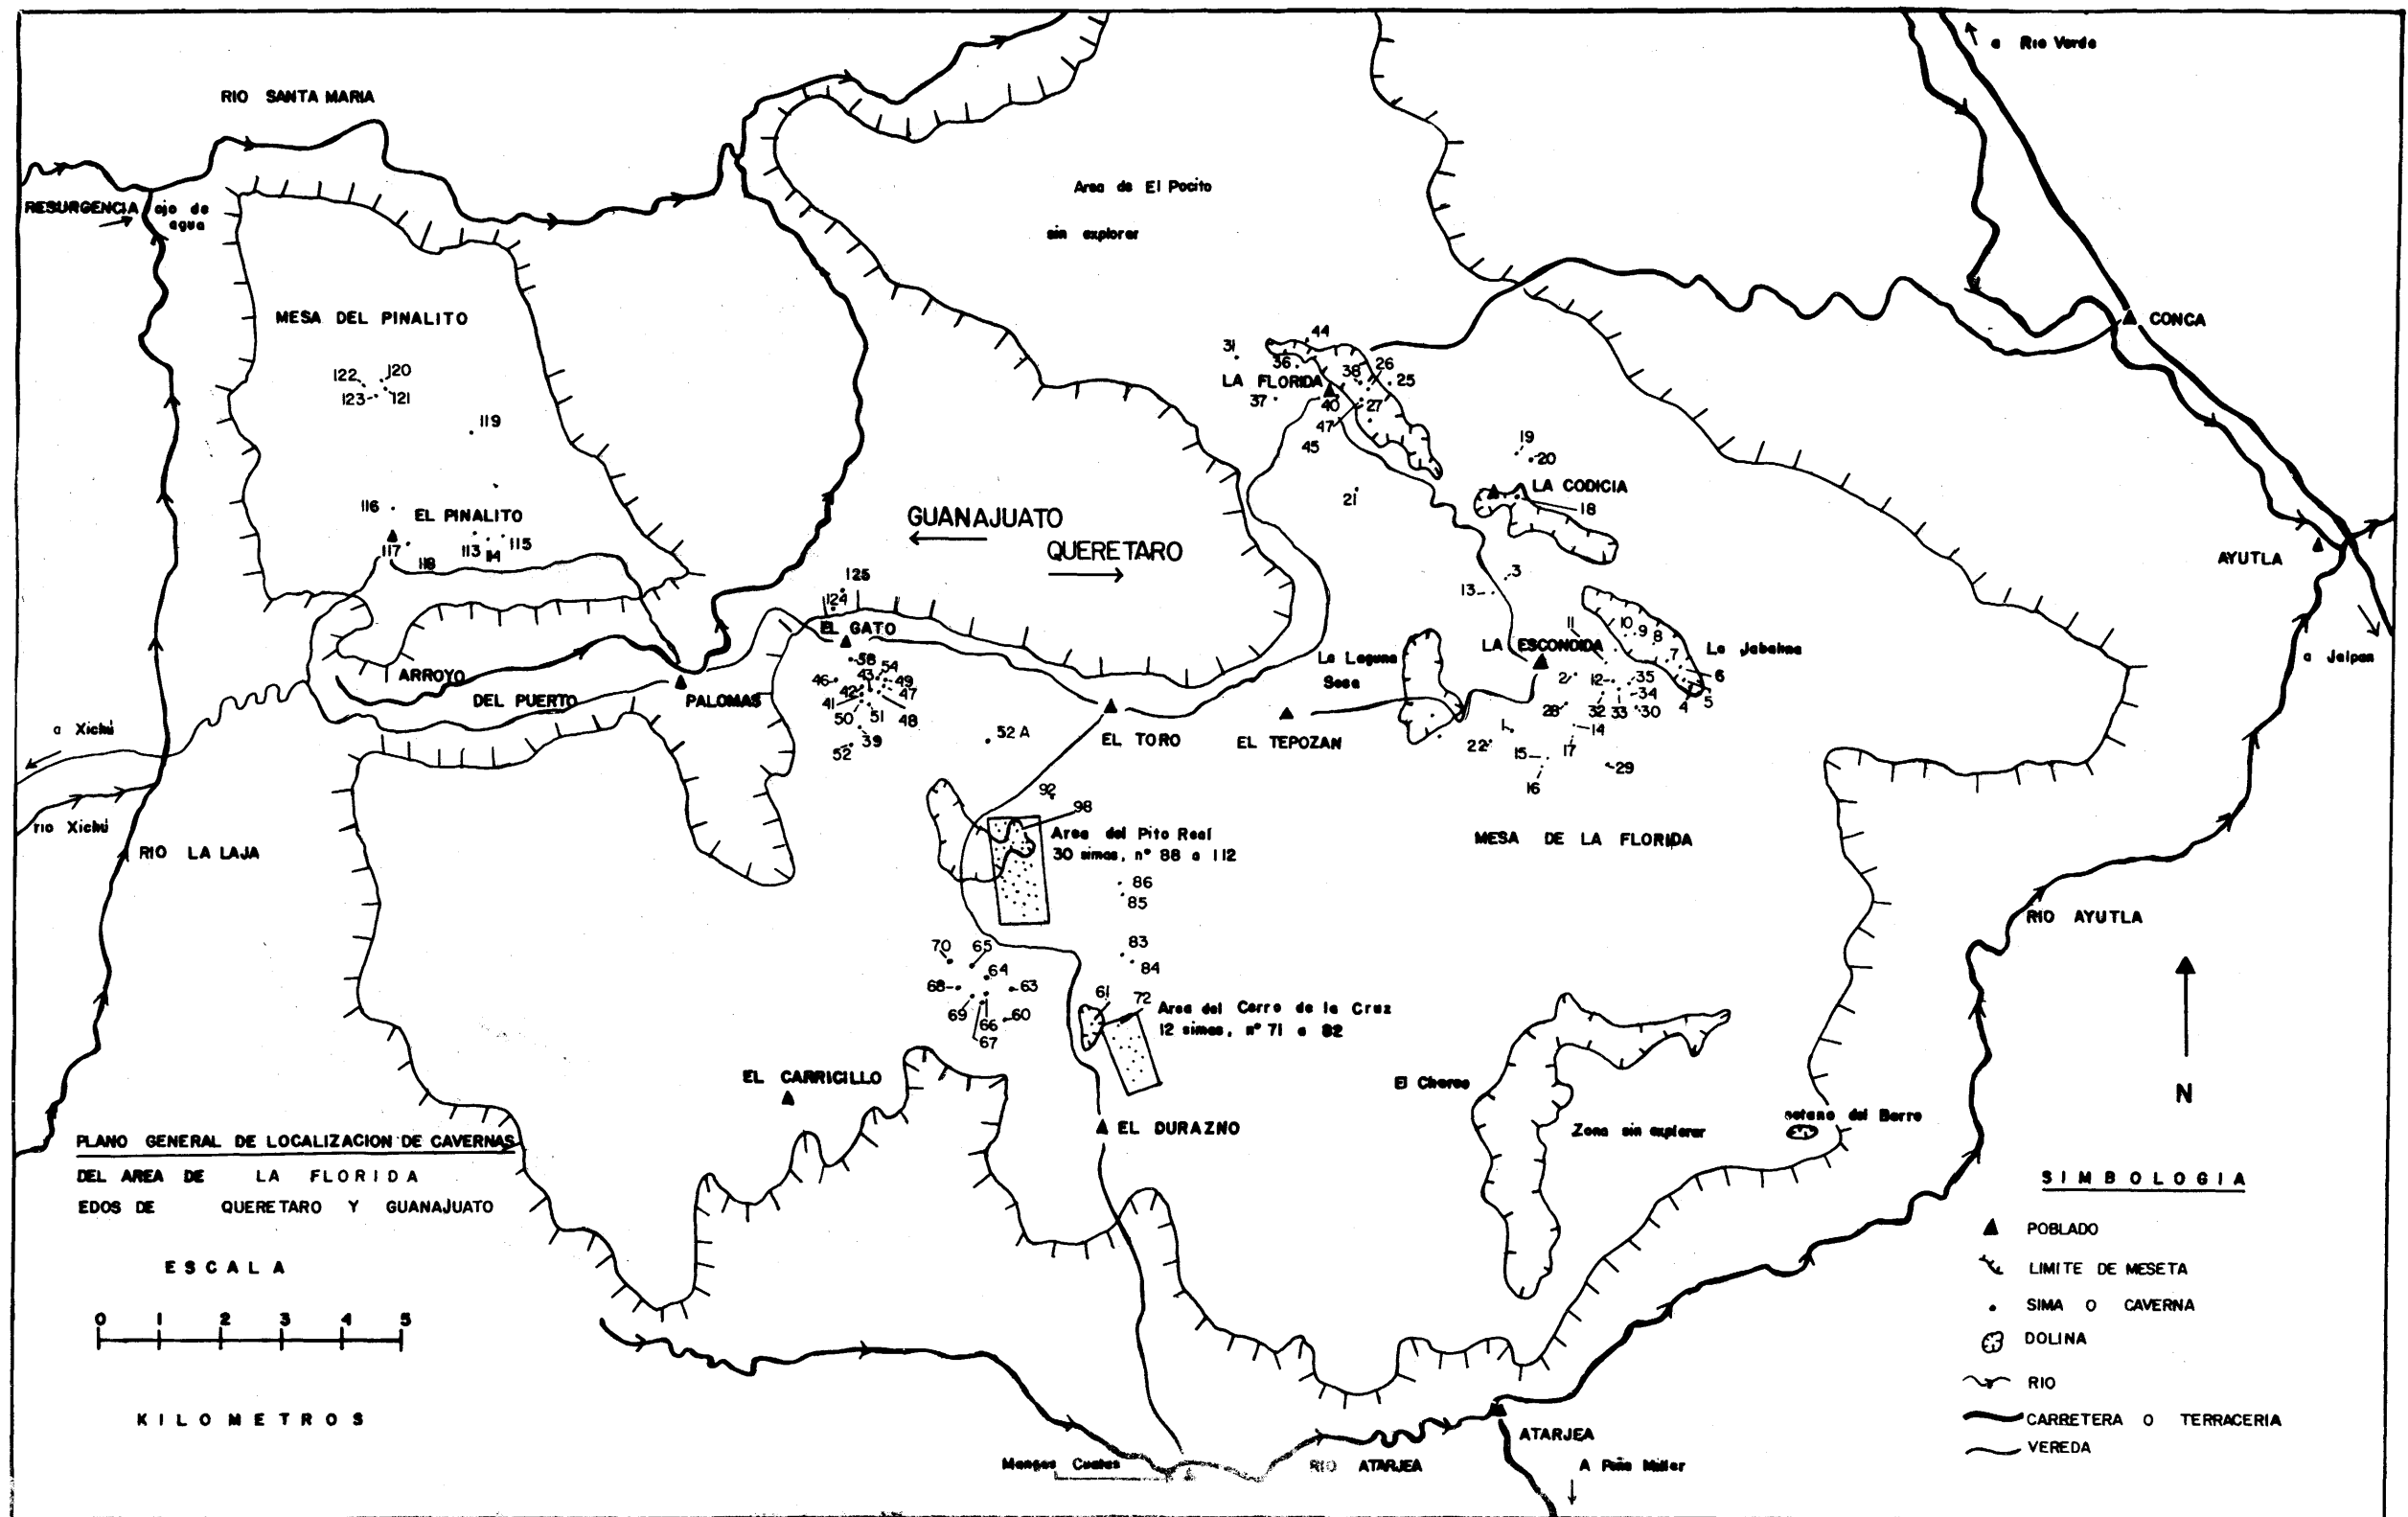 a Rio Verde
RIO SANTA MARIA
Area de El Pocito
sin explorar
RESURGENCIA ojo de
agua
MESA DEL PINALITO
CONCA
44
31
36
38
26
25
LA FLORIDA
37
40
27
47
45
122
120
123
121
119
19
20
21
LA CODICIA
18
116
EL PINALITO
117
118
113
114
115
GUANAJUATO
QUERETARO
AYUTLA
a Jalpan
125
124
EL GATO
3
13
11
10
9
8
7
6
5
4
LA ESCONDIDA
La Jabalina
La Laguna
Seca
58
54
43
49
46
42
47
41
50
51
48
39
52
52 A
2
12
35
34
28
32
33
30
1
14
22
15
17
29
16
ARROYO
DEL PUERTO
PALOMAS
EL TORO
EL TEPOZAN
a Xichú
rio Xichú
RIO LA LAJA
92
98
Area del Pito Real
30 simas, nº 88 a 112
MESA DE LA FLORIDA
86
85
83
84
RIO AYUTLA
70
65
64
68
63
69
66
60
67
61
72
Area del Cerro de la Cruz
12 simas, nº 71 a 82
EL CARRICILLO
EL DURAZNO
El Charco
Zona sin explorar
sotano del Barro
N
PLANO GENERAL DE LOCALIZACION DE CAVERNAS
DEL AREA DE LA FLORIDA
EDOS DE QUERETARO Y GUANAJUATO
ESCALA
0 1 2 3 4 5
KILOMETROS
SIMBOLOGIA
POBLADO
LIMITE DE MESETA
SIMA O CAVERNA
DOLINA
RIO
CARRETERA O TERRACERIA
VEREDA
ATARJEA
Mangos Cuates
RIO ATARJEA
A Peña Miller